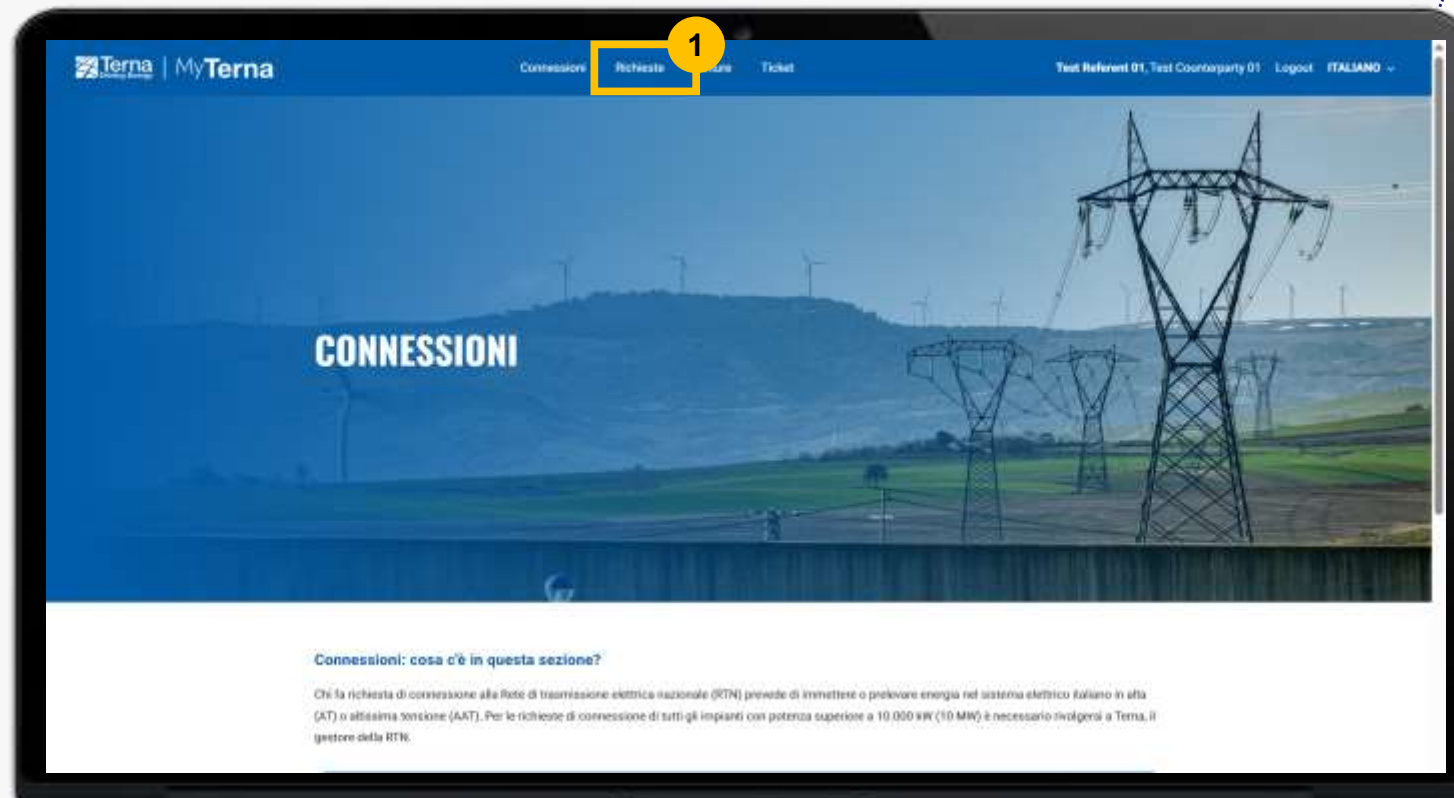 1
Terna | MyTerna
Driving Energy
Connessioni Richieste Ticket
Test Referent 01, Test Counterparty 01 Logout ITALIANO
CONNESSIONI
Connessioni: cosa c'è in questa sezione?
Chi fa richiesta di connessione alla Rete di trasmissione elettrica nazionale (RTN) prevede di immettere o prelevare energia nel sistema elettrico italiano in alta
(AT) o altissima tensione (AAT). Per le richieste di connessione di tutti gli impianti con potenza superiore a 10.000 kW (10 MW) è necessario rivolgersi a Terna, il
gestore della RTN.